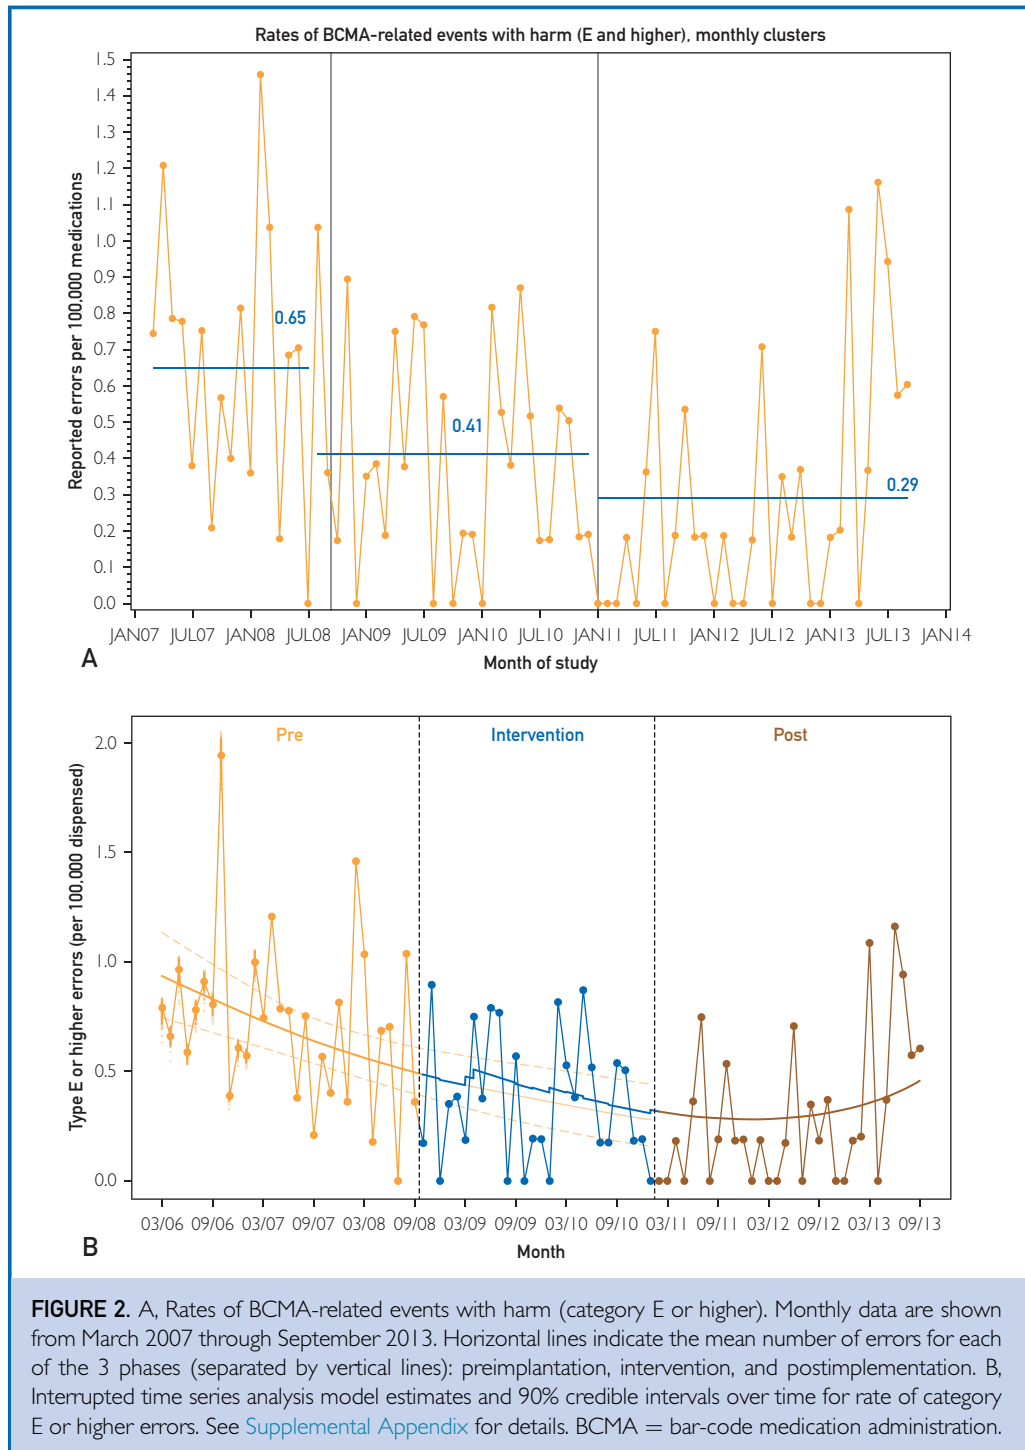 Rates of BCMA-related events with harm (E and higher), monthly clusters
Reported errors per 100,000 medications
1.5
1.4
1.3
1.2
1.1
1.0
0.9
0.8
0.7
0.6
0.5
0.4
0.3
0.2
0.1
0.0
0.65
0.41
0.29
JAN07 JUL07 JAN08 JUL08 JAN09 JUL09 JAN10 JUL10 JAN11 JUL11 JAN12 JUL12 JAN13 JUL13 JAN14
A
Month of study
Pre Intervention Post
Type E or higher errors (per 100,000 dispensed)
2.0
1.5
1.0
0.5
0.0
03/06 09/06 03/07 09/07 03/08 09/08 03/09 09/09 03/10 09/10 03/11 09/11 03/12 09/12 03/13 09/13
B
Month
FIGURE 2. A, Rates of BCMA-related events with harm (category E or higher). Monthly data are shown
from March 2007 through September 2013. Horizontal lines indicate the mean number of errors for each
of the 3 phases (separated by vertical lines): preimplantation, intervention, and postimplementation. B,
Interrupted time series analysis model estimates and 90% credible intervals over time for rate of category
E or higher errors. See Supplemental Appendix for details. BCMA = bar-code medication administration.